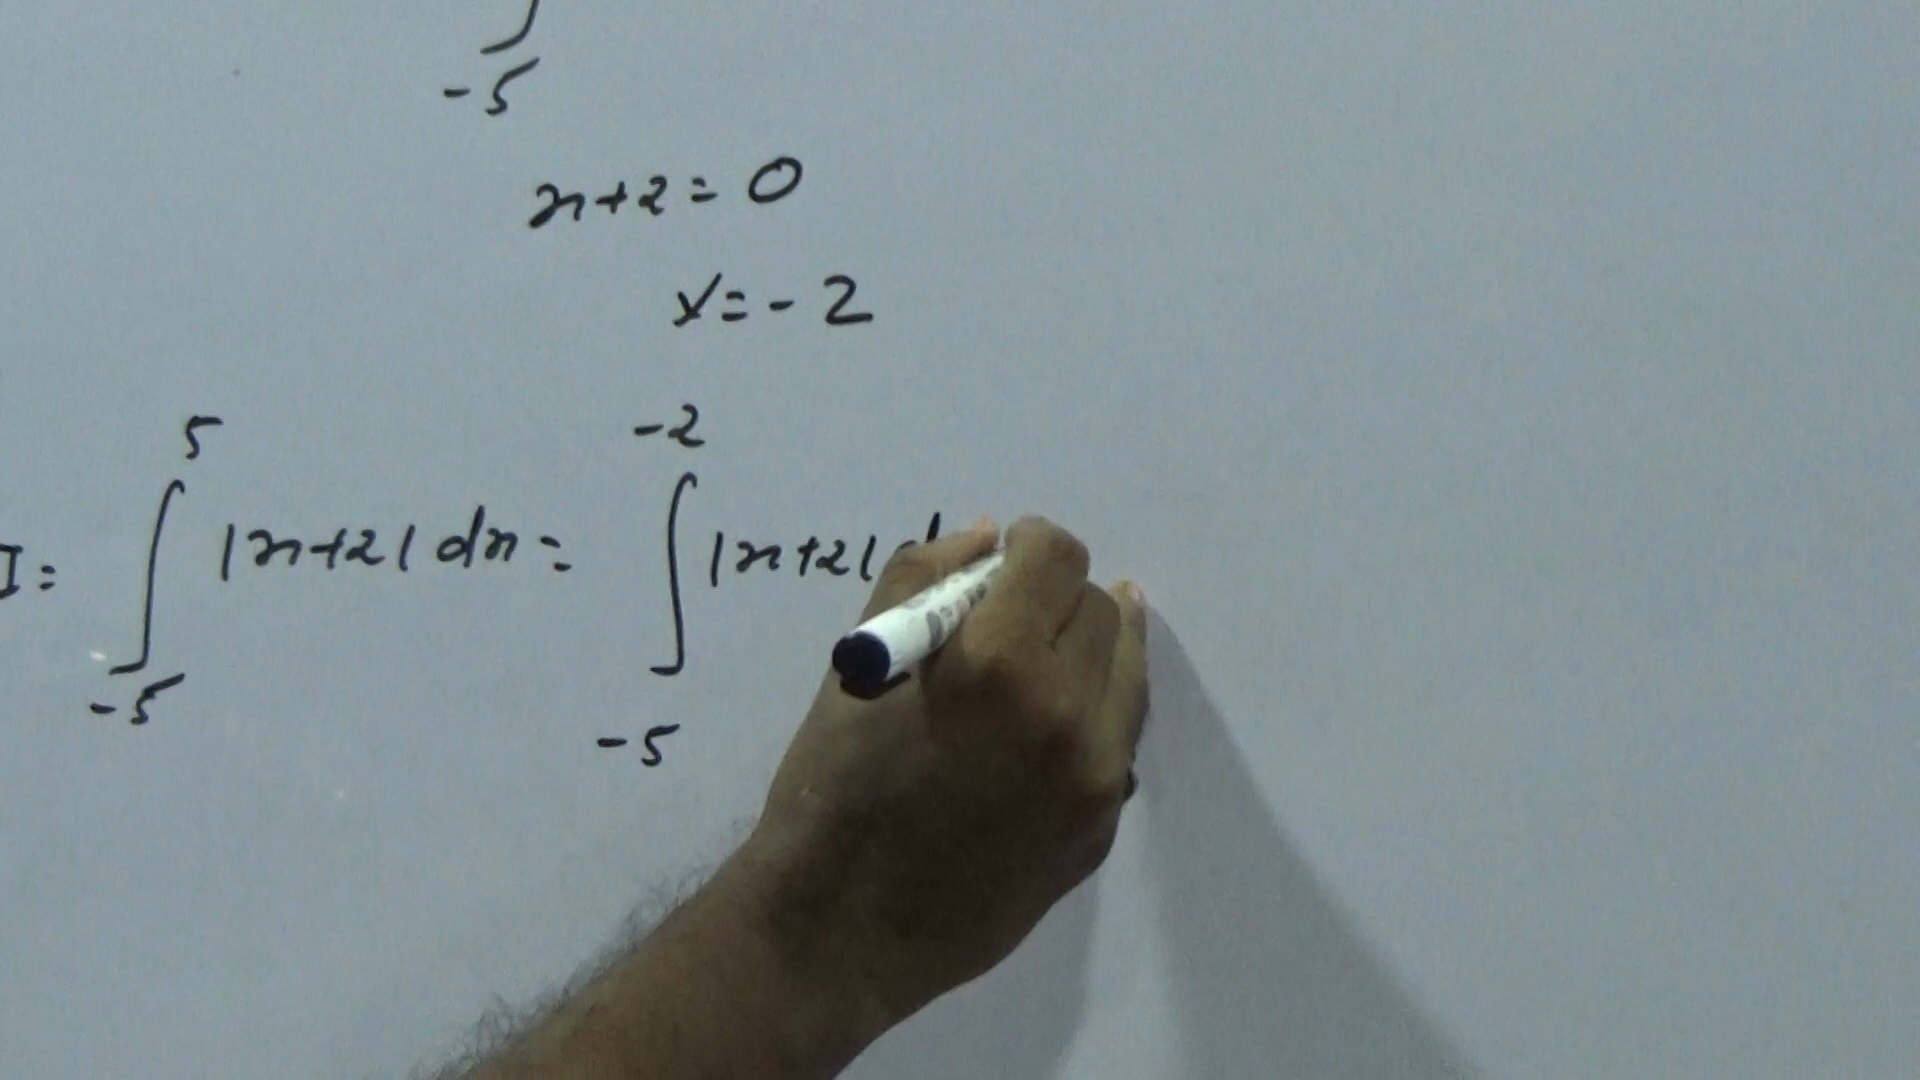 ∫_{-5}
x+2=0
x=-2
I= ∫_{-5}^{5} |x+2| dx = ∫_{-5}^{-2} |x+2| d